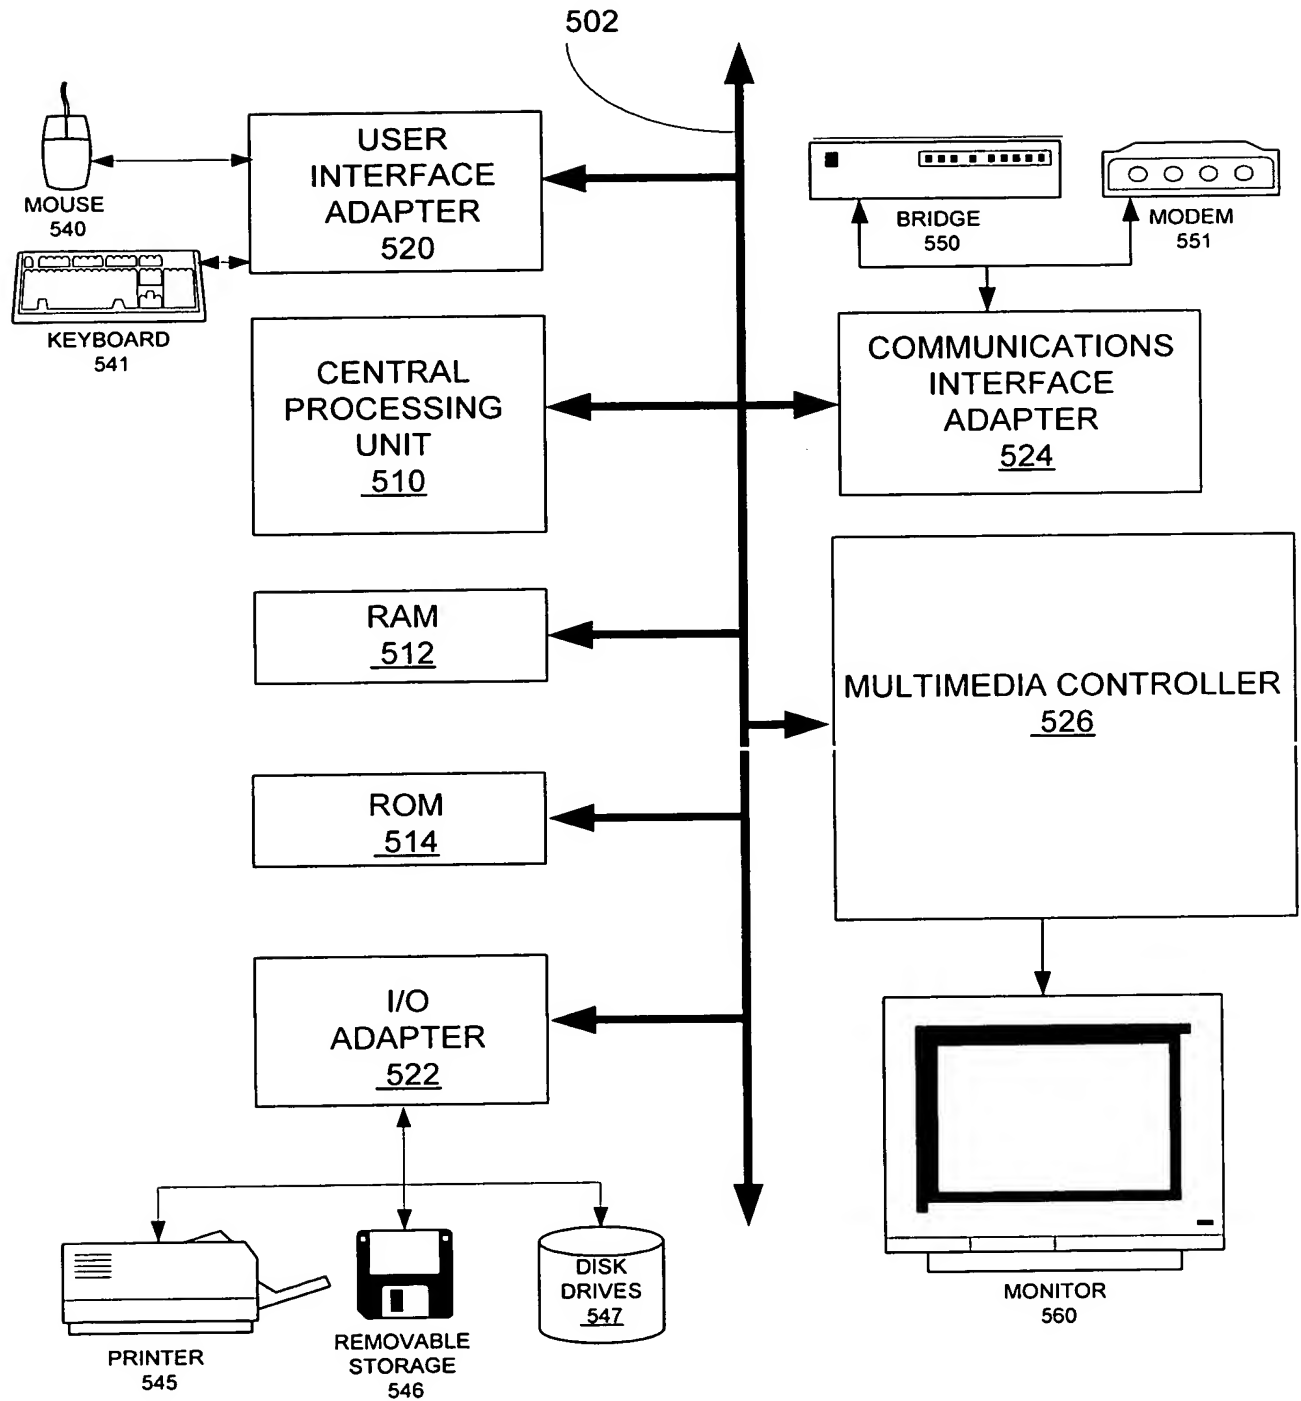 502
USER
INTERFACE
ADAPTER
520
MOUSE
540
KEYBOARD
541
BRIDGE
550
MODEM
551
CENTRAL
PROCESSING
UNIT
510
COMMUNICATIONS
INTERFACE
ADAPTER
524
RAM
512
MULTIMEDIA CONTROLLER
526
ROM
514
I/O
ADAPTER
522
PRINTER
545
REMOVABLE
STORAGE
546
DISK
DRIVES
547
MONITOR
560